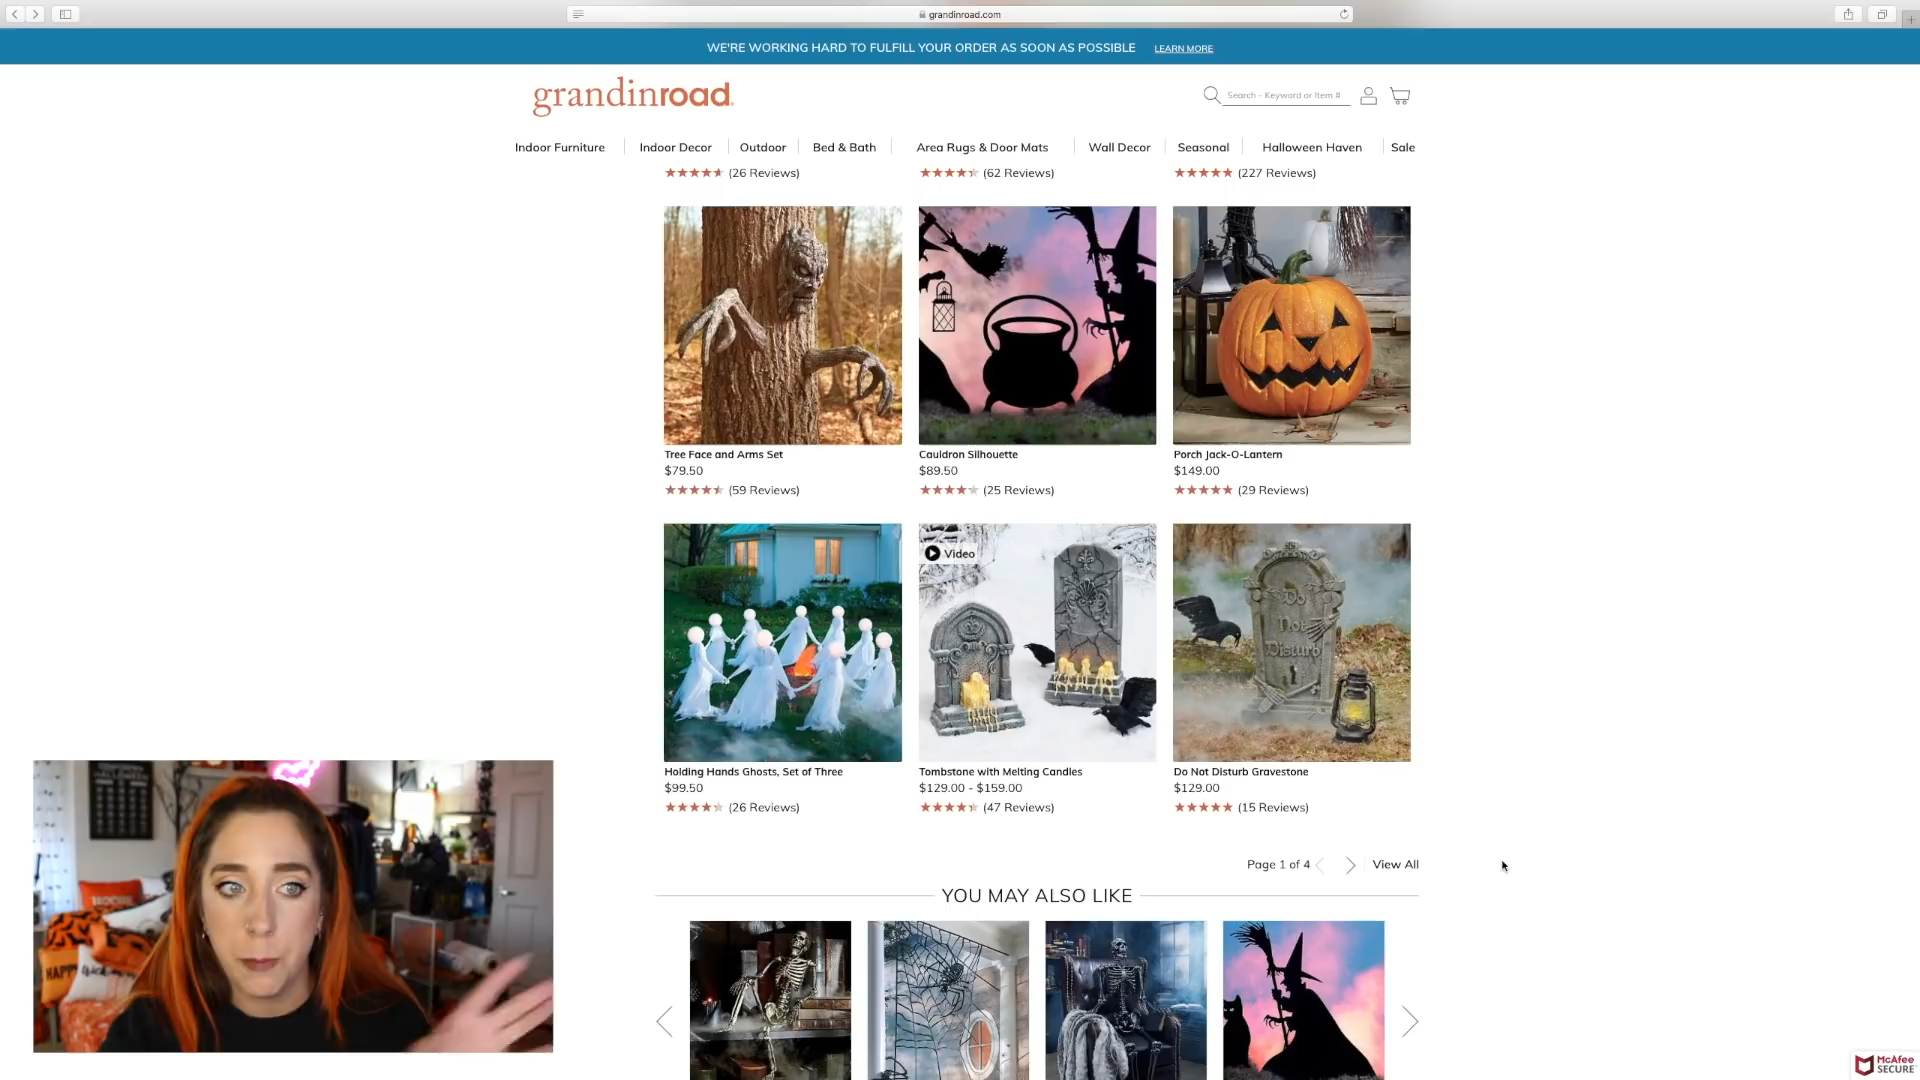 grandinroad.com
WE'RE WORKING HARD TO FULFILL YOUR ORDER AS SOON AS POSSIBLE LEARN MORE
grandinroad
Search - Keyword or Item #
Indoor Furniture Indoor Decor Outdoor Bed & Bath Area Rugs & Door Mats Wall Decor Seasonal Halloween Haven Sale
(26 Reviews) (62 Reviews) (227 Reviews)
Tree Face and Arms Set Cauldron Silhouette Porch Jack-O-Lantern
$79.50 $89.50 $149.00
(59 Reviews) (25 Reviews) (29 Reviews)
Video
Do
Not
Disturb
Holding Hands Ghosts, Set of Three Tombstone with Melting Candles Do Not Disturb Gravestone
$99.50 $129.00 - $159.00 $129.00
(26 Reviews) (47 Reviews) (15 Reviews)
Page 1 of 4 View All
YOU MAY ALSO LIKE
HALLOWEEN
HAPPY
McAfee
SECURE